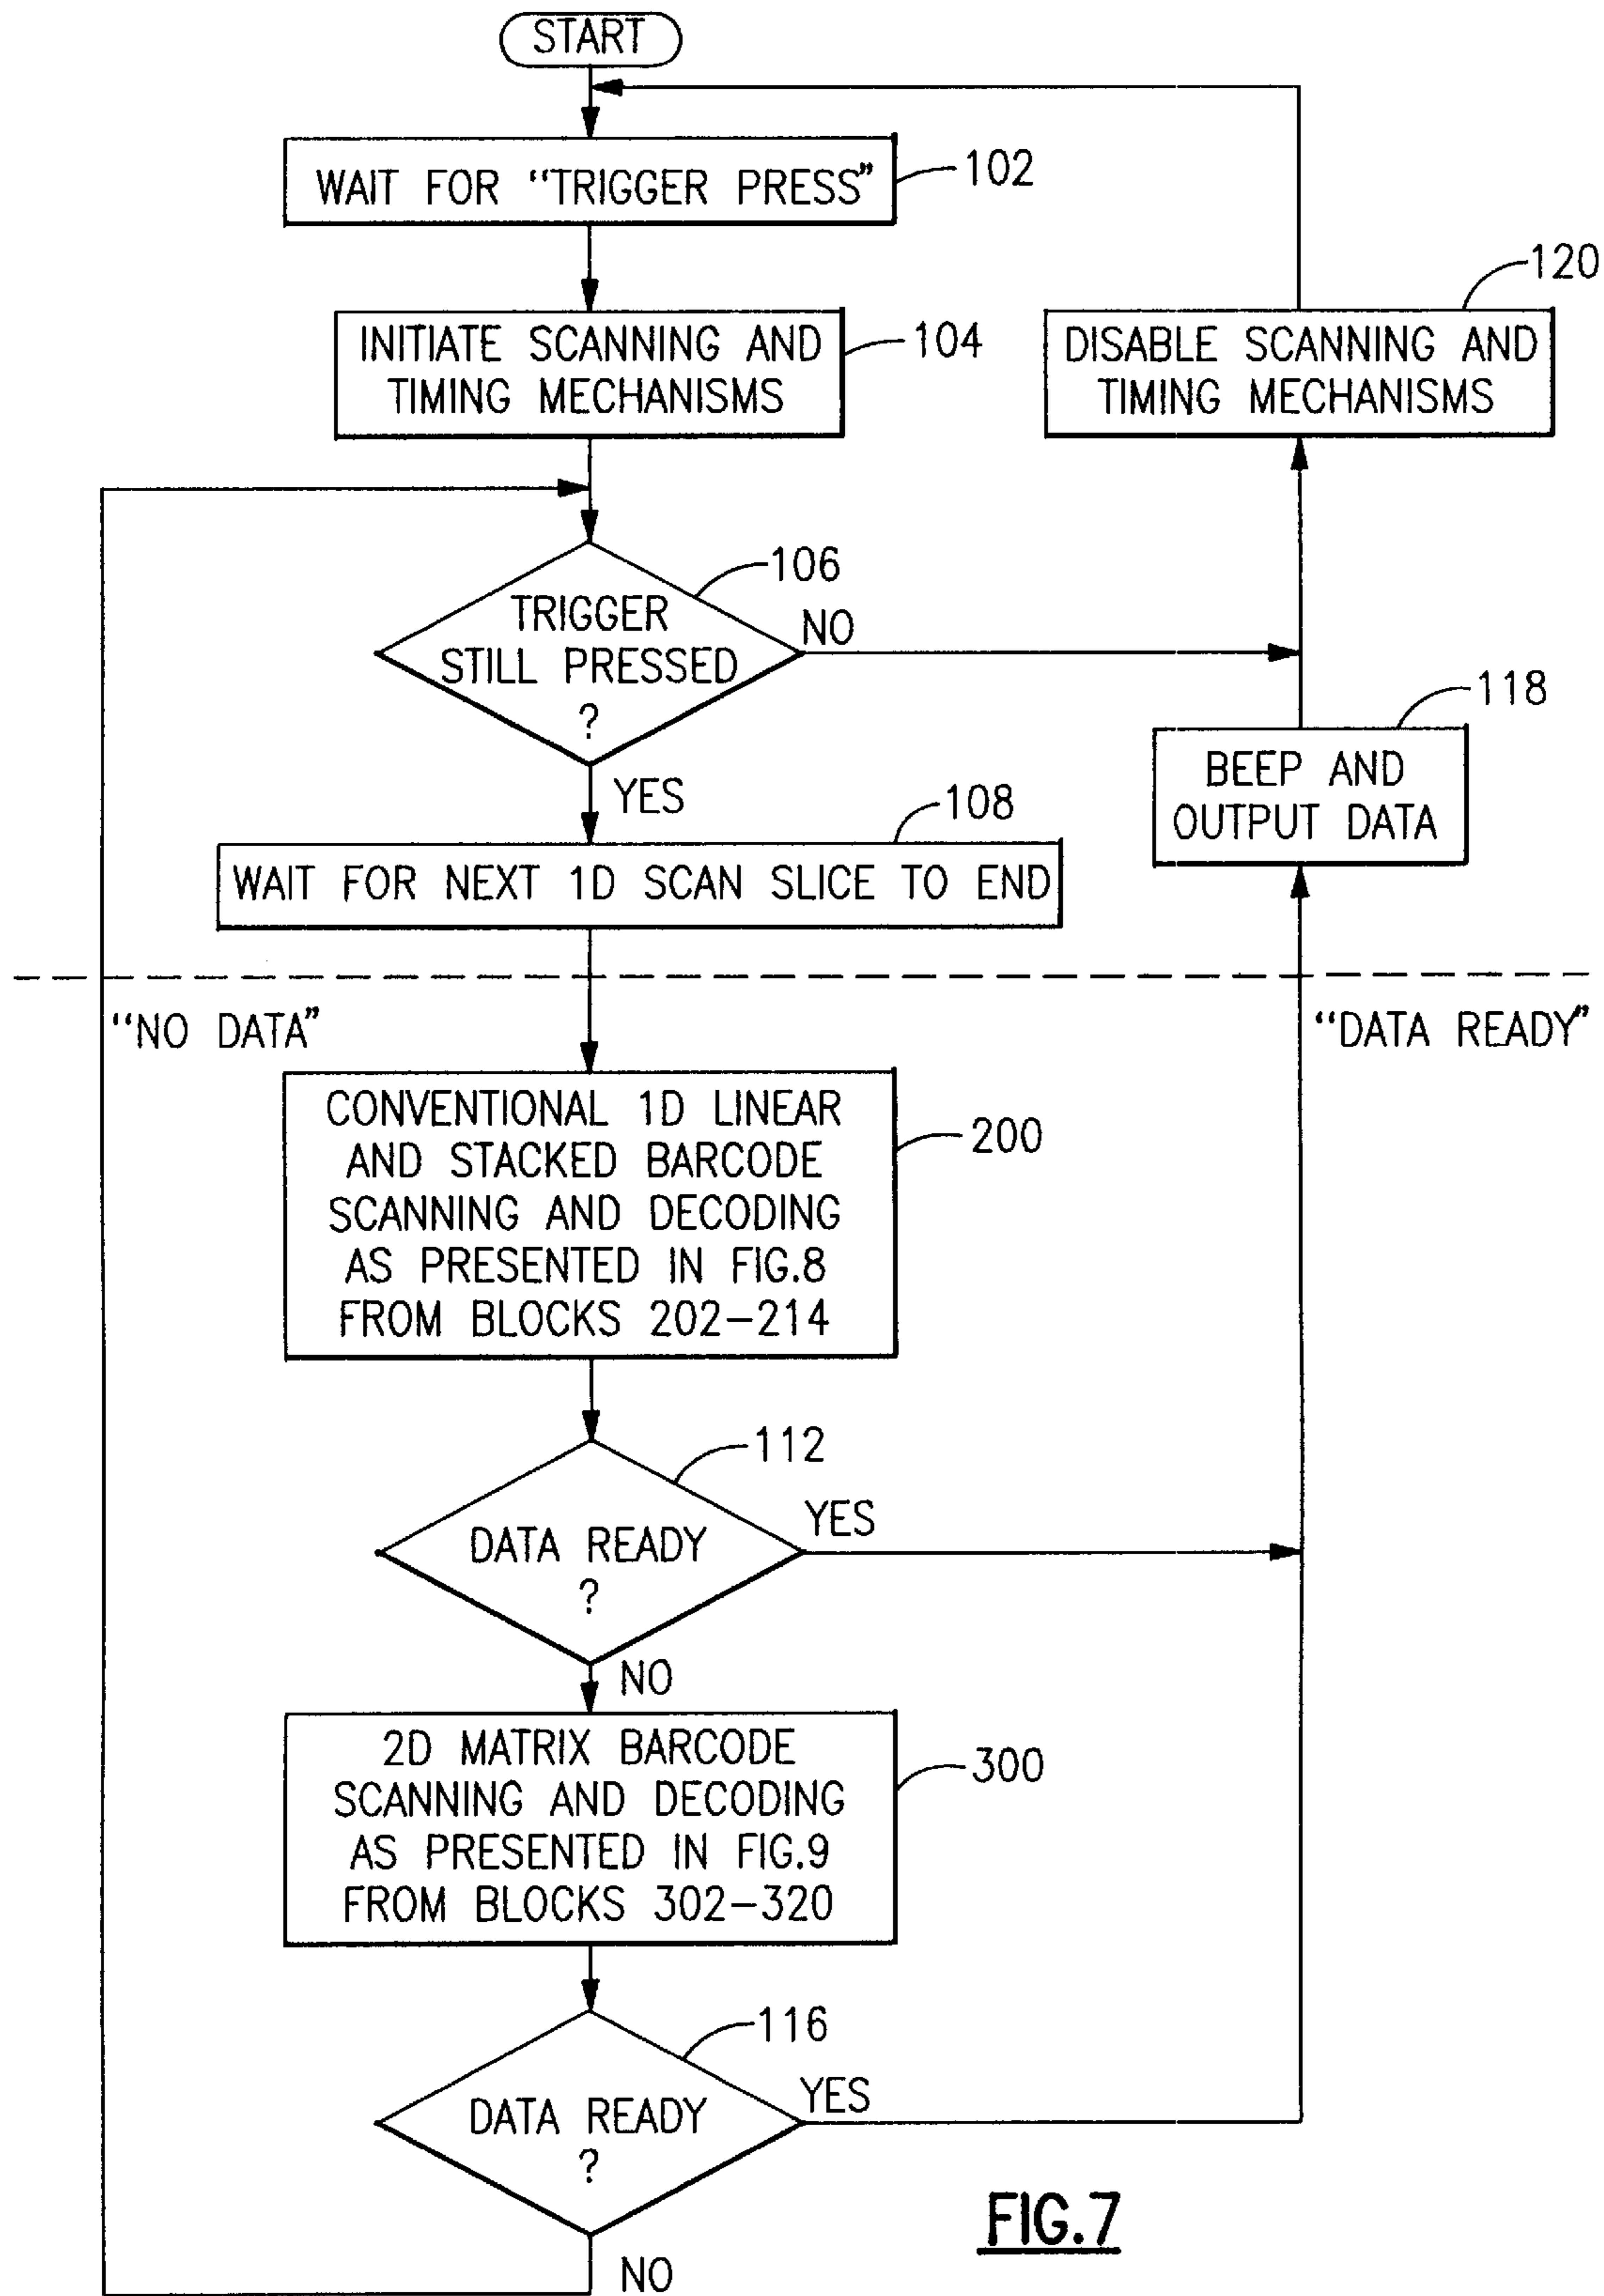 START
WAIT FOR “TRIGGER PRESS”
102
INITIATE SCANNING AND
TIMING MECHANISMS
104
DISABLE SCANNING AND
TIMING MECHANISMS
120
TRIGGER
STILL PRESSED
?
106
NO
YES
BEEP AND
OUTPUT DATA
118
WAIT FOR NEXT 1D SCAN SLICE TO END
108
“NO DATA”
“DATA READY”
CONVENTIONAL 1D LINEAR
AND STACKED BARCODE
SCANNING AND DECODING
AS PRESENTED IN FIG.8
FROM BLOCKS 202–214
200
DATA READY
?
112
YES
NO
2D MATRIX BARCODE
SCANNING AND DECODING
AS PRESENTED IN FIG.9
FROM BLOCKS 302–320
300
DATA READY
?
116
YES
NO
FIG.7